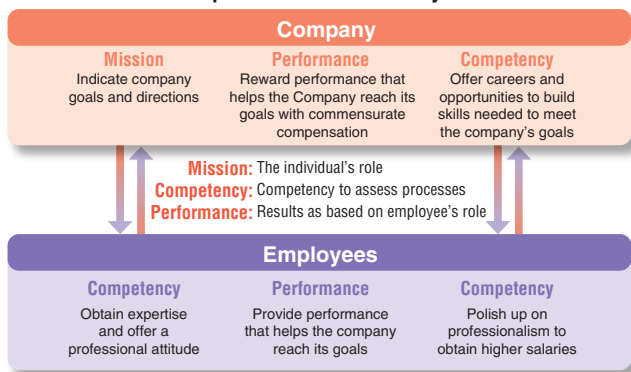 Company
Mission
Indicate company
goals and directions
Performance
Reward performance that
helps the Company reach its
goals with commensurate
compensation
Competency
Offer careers and
opportunities to build
skills needed to meet
the company's goals
Mission: The individual's role
Competency: Competency to assess processes
Performance: Results as based on employee's role
Employees
Competency
Obtain expertise
and offer a
professional attitude
Performance
Provide performance
that helps the company
reach its goals
Competency
Polish up on
professionalism to
obtain higher salaries